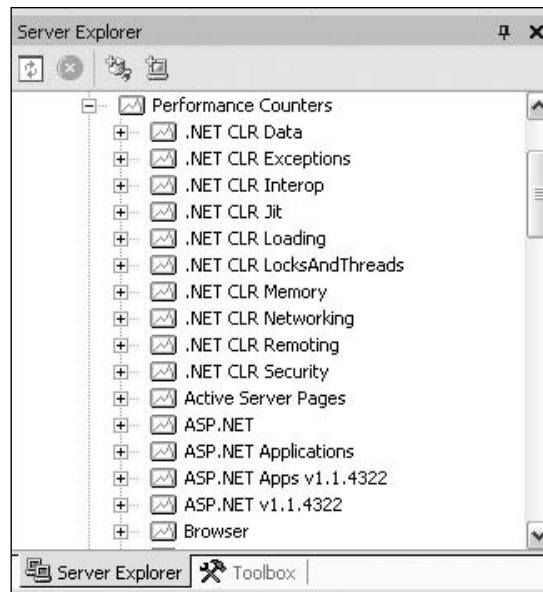 Server Explorer
Performance Counters
.NET CLR Data
.NET CLR Exceptions
.NET CLR Interop
.NET CLR Jit
.NET CLR Loading
.NET CLR LocksAndThreads
.NET CLR Memory
.NET CLR Networking
.NET CLR Remoting
.NET CLR Security
Active Server Pages
ASP.NET
ASP.NET Applications
ASP.NET Apps v1.1.4322
ASP.NET v1.1.4322
Browser
Server Explorer Toolbox